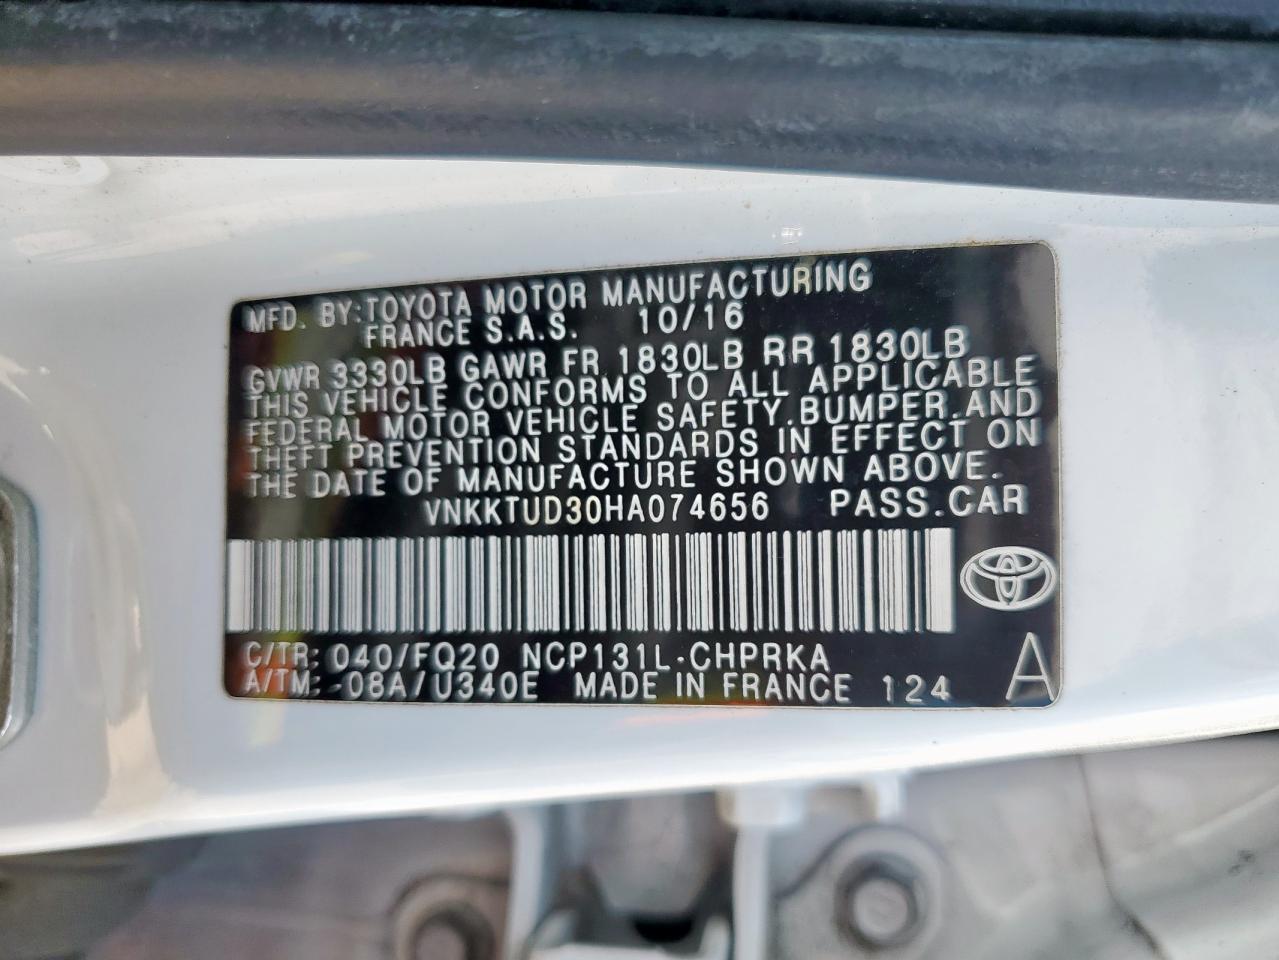 MFD. BY:TOYOTA MOTOR MANUFACTURING
FRANCE S.A.S. 10/16
GVWR 3330LB GAWR FR 1830LB RR 1830LB
THIS VEHICLE CONFORMS TO ALL APPLICABLE
FEDERAL MOTOR VEHICLE SAFETY,BUMPER,AND
THEFT PREVENTION STANDARDS IN EFFECT ON
THE DATE OF MANUFACTURE SHOWN ABOVE.
VNKKTUD30HA074656 PASS.CAR
C/TR: 040/FQ20 NCP131L-CHPRKA
A/TM: -08A/U340E MADE IN FRANCE 124 A